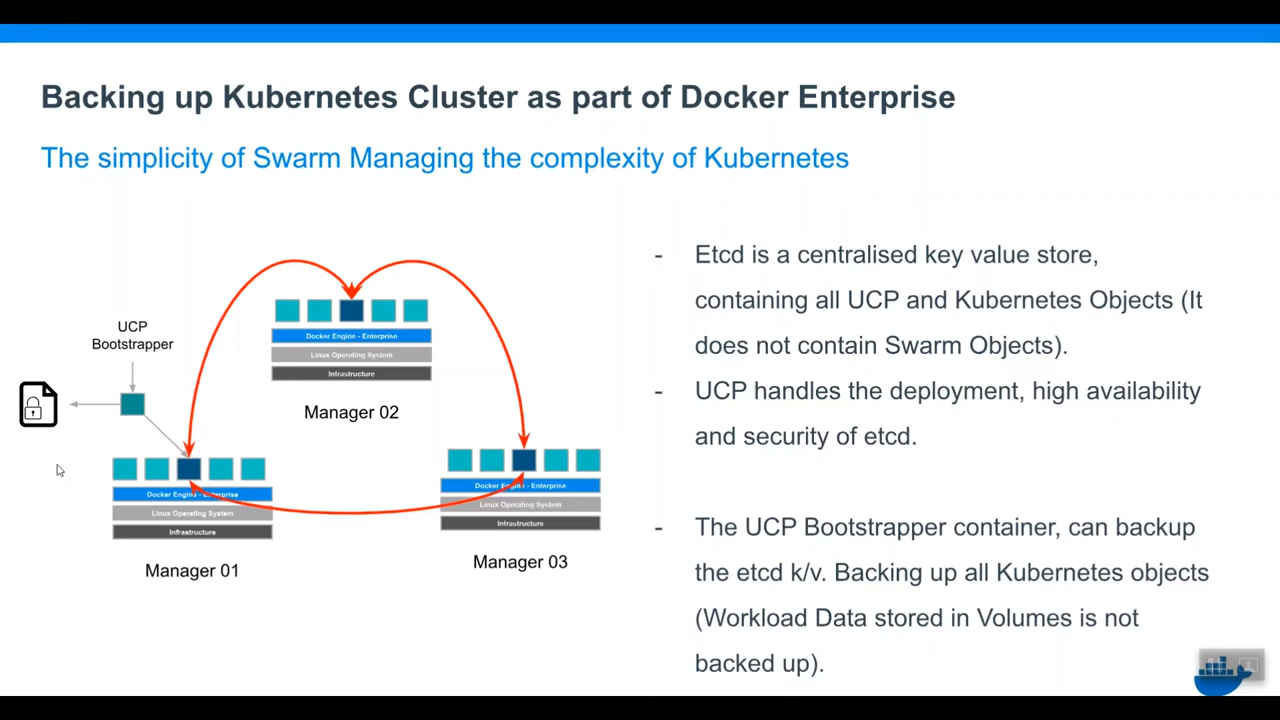 Backing up Kubernetes Cluster as part of Docker Enterprise
The simplicity of Swarm Managing the complexity of Kubernetes
UCP
Bootstrapper
Docker Engine - Enterprise
Linux Operating System
Infrastructure
Manager 02
Docker Engine - Enterprise
Linux Operating System
Infrastructure
Manager 01
Docker Engine - Enterprise
Linux Operating System
Infrastructure
Manager 03
- Etcd is a centralised key value store,
containing all UCP and Kubernetes Objects (It
does not contain Swarm Objects).
- UCP handles the deployment, high availability
and security of etcd.
- The UCP Bootstrapper container, can backup
the etcd k/v. Backing up all Kubernetes objects
(Workload Data stored in Volumes is not
backed up).